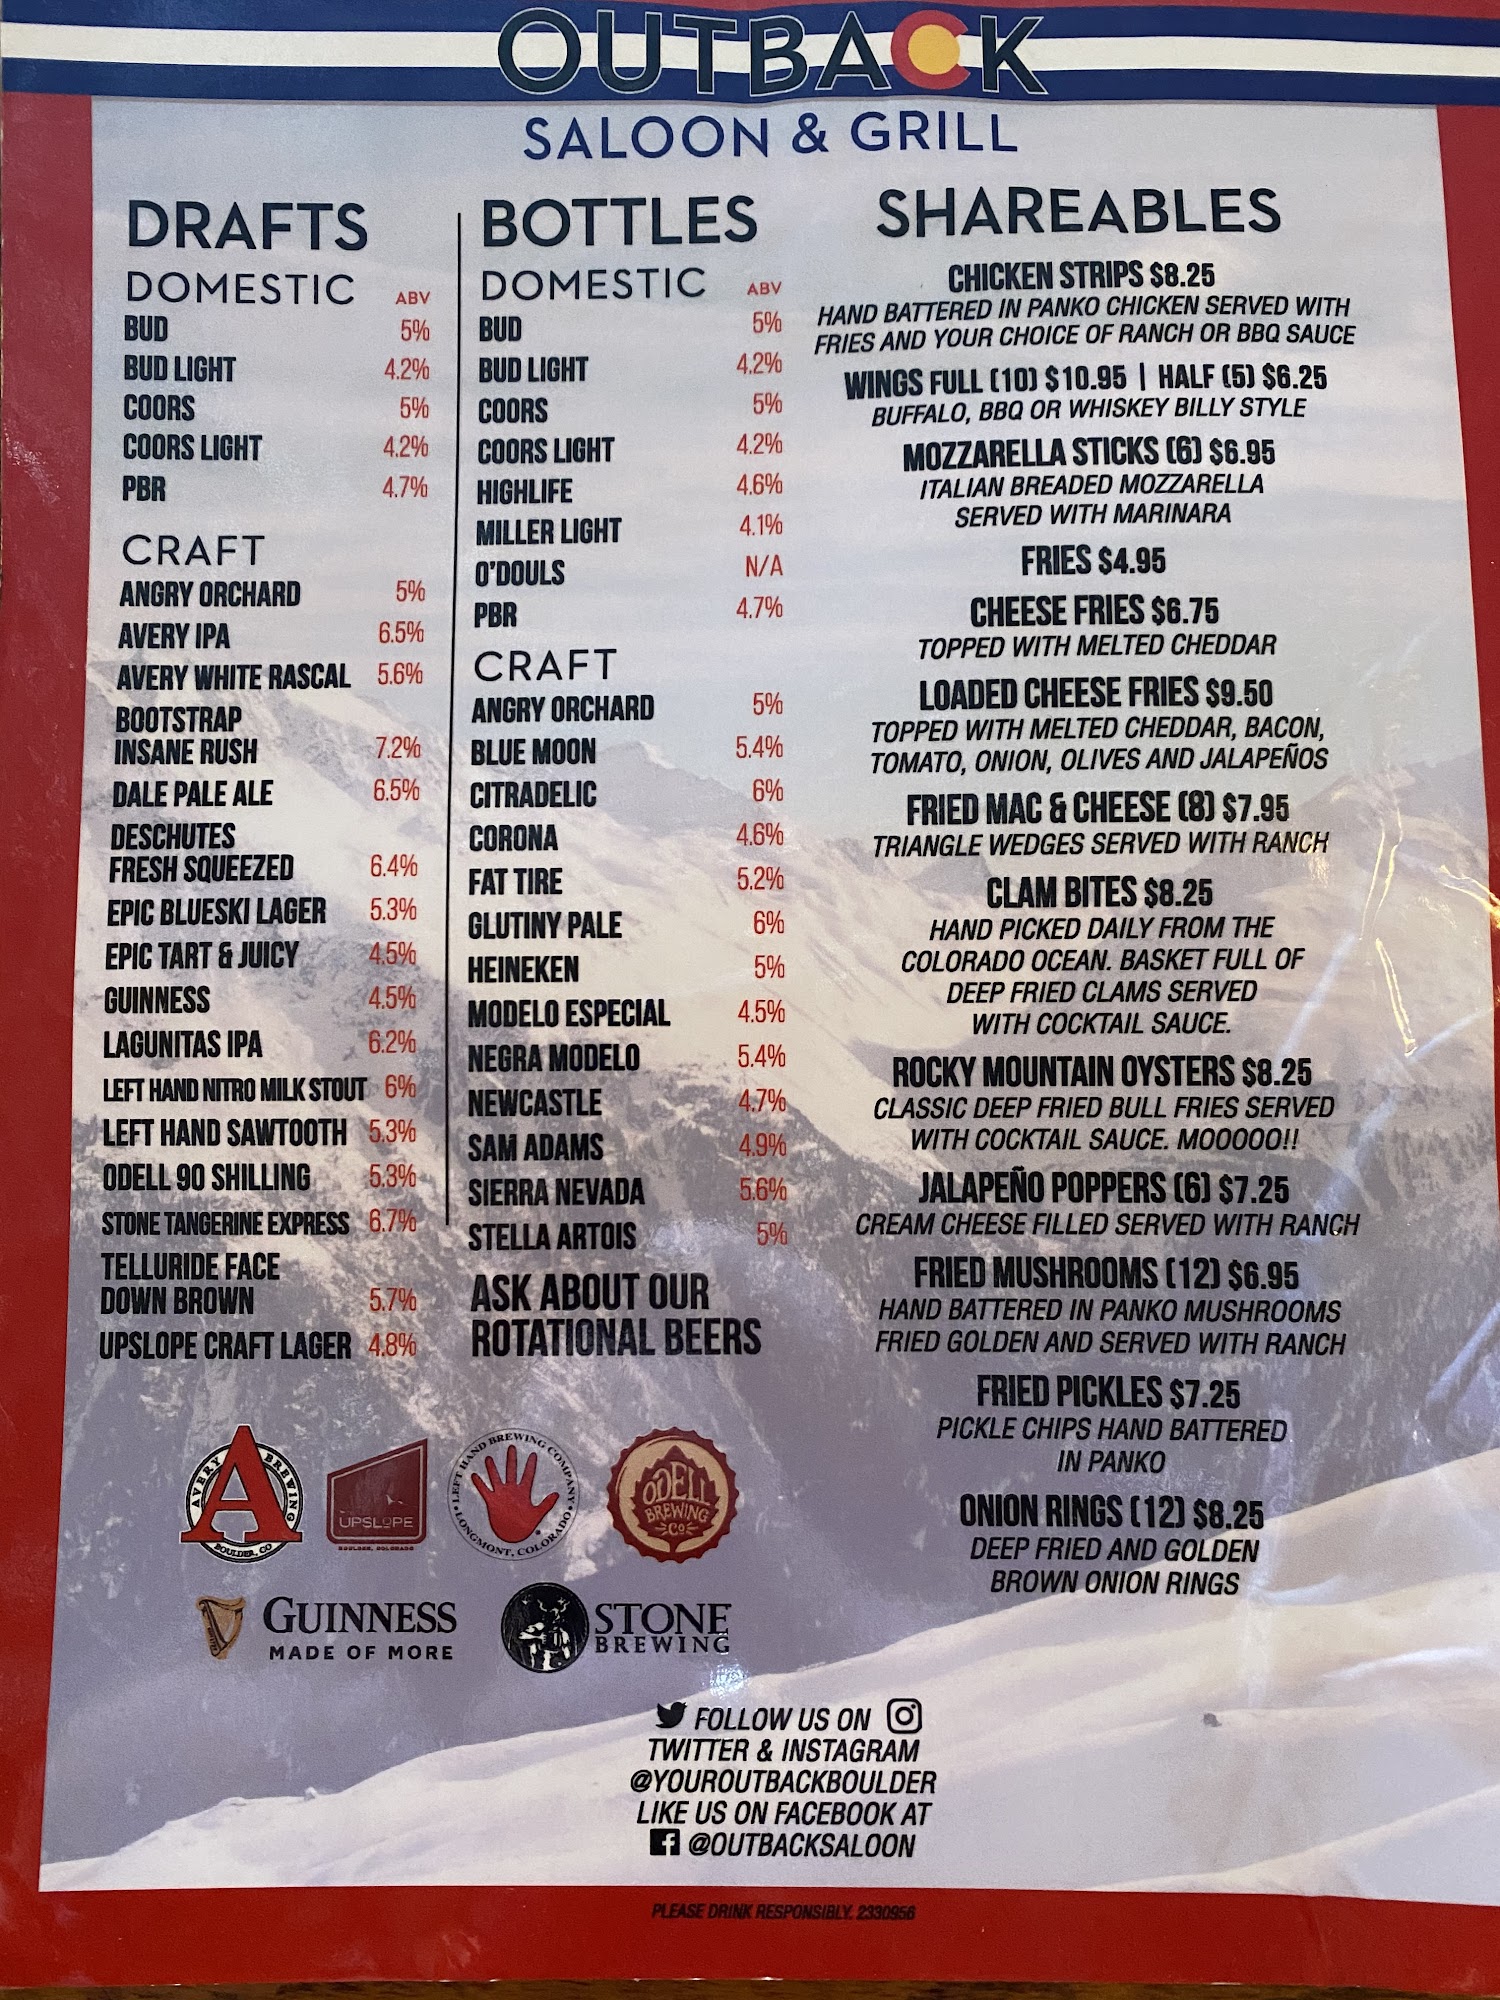 OUTBACK
SALOON & GRILL
DRAFTS
DOMESTIC ABV
BUD 5%
BUD LIGHT 4.2%
COORS 5%
COORS LIGHT 4.2%
PBR 4.7%
CRAFT
ANGRY ORCHARD 5%
AVERY IPA 6.5%
AVERY WHITE RASCAL 5.6%
BOOTSTRAP
INSANE RUSH 7.2%
DALE PALE ALE 6.5%
DESCHUTES
FRESH SQUEEZED 6.4%
EPIC BLUESKI LAGER 5.3%
EPIC TART & JUICY 4.5%
GUINNESS 4.5%
LAGUNITAS IPA 6.2%
LEFT HAND NITRO MILK STOUT 6%
LEFT HAND SAWTOOTH 5.3%
ODELL 90 SHILLING 5.3%
STONE TANGERINE EXPRESS 6.7%
TELLURIDE FACE
DOWN BROWN 5.7%
UPSLOPE CRAFT LAGER 4.8%
BOTTLES
DOMESTIC ABV
BUD 5%
BUD LIGHT 4.2%
COORS 5%
COORS LIGHT 4.2%
HIGHLIFE 4.6%
MILLER LIGHT 4.1%
O'DOULS N/A
PBR 4.7%
CRAFT
ANGRY ORCHARD 5%
BLUE MOON 5.4%
CITRADELIC 6%
CORONA 4.6%
FAT TIRE 5.2%
GLUTINY PALE 6%
HEINEKEN 5%
MODELO ESPECIAL 4.5%
NEGRA MODELO 5.4%
NEWCASTLE 4.7%
SAM ADAMS 4.9%
SIERRA NEVADA 5.6%
STELLA ARTOIS 5%
ASK ABOUT OUR
ROTATIONAL BEERS
SHAREABLES
CHICKEN STRIPS $8.25
HAND BATTERED IN PANKO CHICKEN SERVED WITH
FRIES AND YOUR CHOICE OF RANCH OR BBQ SAUCE
WINGS FULL (10) $10.95 | HALF (5) $6.25
BUFFALO, BBQ OR WHISKEY BILLY STYLE
MOZZARELLA STICKS (6) $6.95
ITALIAN BREADED MOZZARELLA
SERVED WITH MARINARA
FRIES $4.95
CHEESE FRIES $6.75
TOPPED WITH MELTED CHEDDAR
LOADED CHEESE FRIES $9.50
TOPPED WITH MELTED CHEDDAR, BACON,
TOMATO, ONION, OLIVES AND JALAPEÑOS
FRIED MAC & CHEESE (8) $7.95
TRIANGLE WEDGES SERVED WITH RANCH
CLAM BITES $8.25
HAND PICKED DAILY FROM THE
COLORADO OCEAN. BASKET FULL OF
DEEP FRIED CLAMS SERVED
WITH COCKTAIL SAUCE.
ROCKY MOUNTAIN OYSTERS $8.25
CLASSIC DEEP FRIED BULL FRIES SERVED
WITH COCKTAIL SAUCE. MOOOOO!!
JALAPEÑO POPPERS (6) $7.25
CREAM CHEESE FILLED SERVED WITH RANCH
FRIED MUSHROOMS (12) $6.95
HAND BATTERED IN PANKO MUSHROOMS
FRIED GOLDEN AND SERVED WITH RANCH
FRIED PICKLES $7.25
PICKLE CHIPS HAND BATTERED
IN PANKO
ONION RINGS (12) $8.25
DEEP FRIED AND GOLDEN
BROWN ONION RINGS
AVERY BREWING
A
BOULDER, CO
UPSLOPE
BOULDER, COLORADO
LEFT HAND BREWING COMPANY
LONGMONT, COLORADO
ODELL
BREWING
CO
GUINNESS
MADE OF MORE
STONE
BREWING
FOLLOW US ON
TWITTER & INSTAGRAM
@YOUROUTBACKBOULDER
LIKE US ON FACEBOOK AT
@OUTBACKSALOON
PLEASE DRINK RESPONSIBLY. 2330956